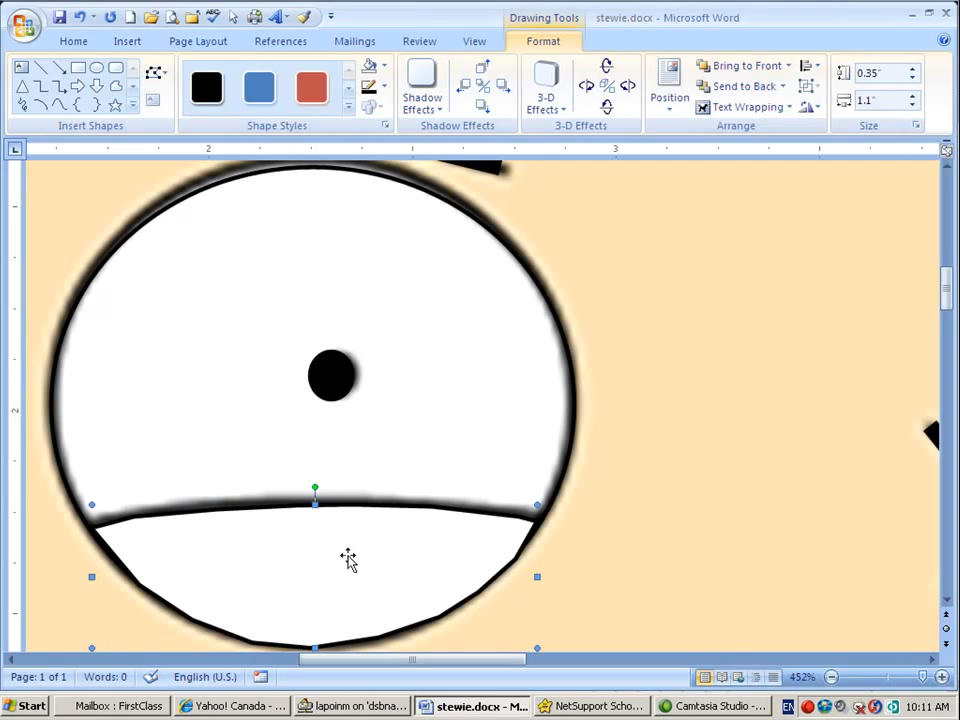 Drawing Tools
stewie.docx - Microsoft Word
Home Insert Page Layout References Mailings Review View Format
Bring to Front
Send to Back
Text Wrapping
Shadow
Effects
3-D
Effects
Position
0.35"
1.1"
Insert Shapes Shape Styles Shadow Effects 3-D Effects Arrange Size
2 3
2
Page: 1 of 1 Words: 0 English (U.S.) 452%
Start Mailbox : FirstClass Yahoo! Canada - ... lapoinm on 'dsbna... stewie.docx - M... NetSupport Scho... Camtasia Studio - ... EN 10:11 AM